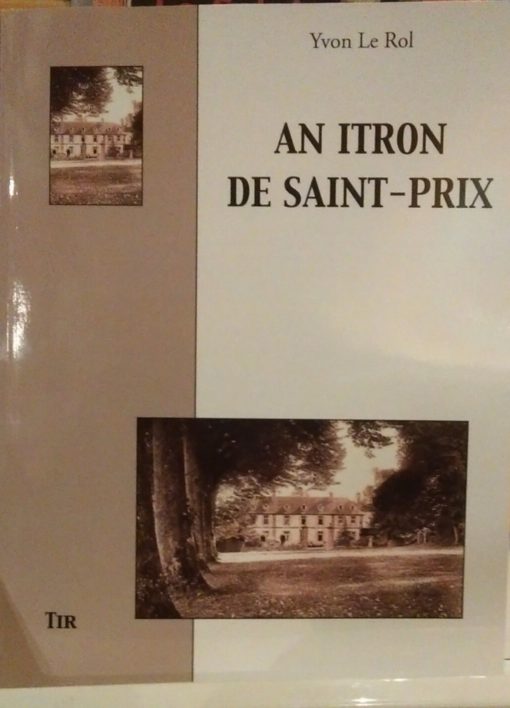 Yvon Le Rol
AN ITRON
DE SAINT-PRIX
TIR